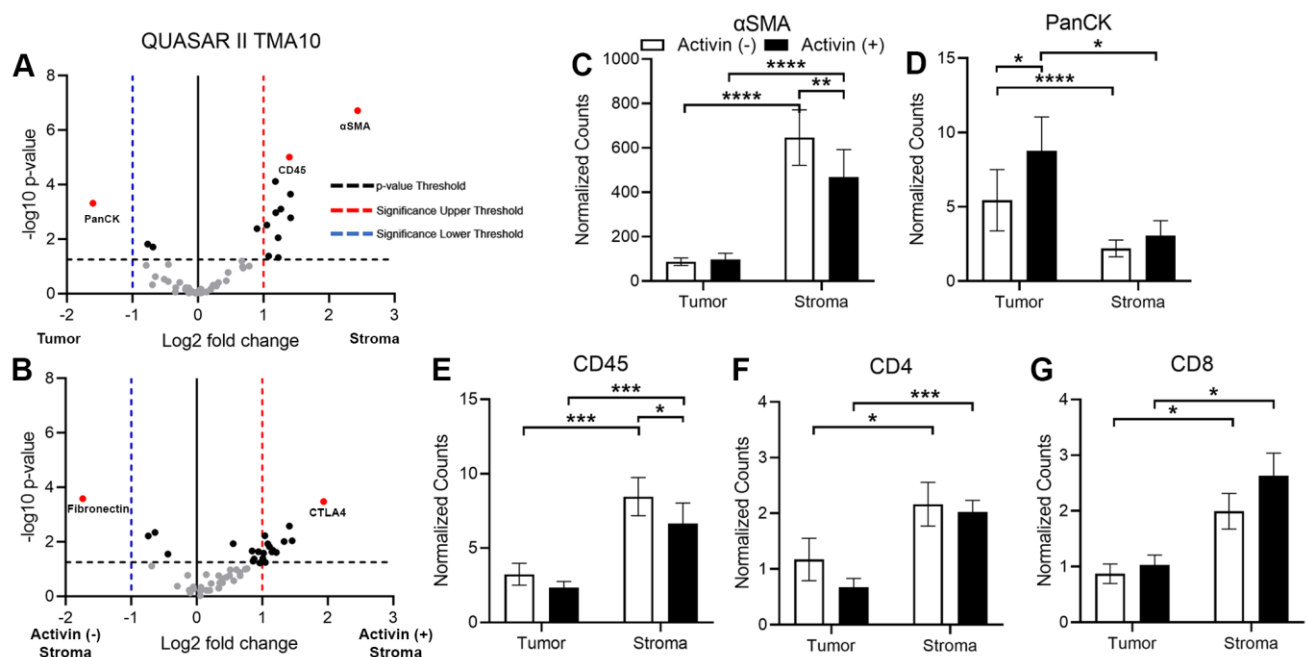 QUASAR II TMA10
A
8
6
4
2
0
-log10 p-value
αSMA
CD45
PanCK
p-value Threshold
Significance Upper Threshold
Significance Lower Threshold
-2 -1 0 1 2 3
Tumor Log2 fold change Stroma
B
8
6
4
2
0
-log10 p-value
Fibronectin
CTLA4
-2 -1 0 1 2 3
Activin (-) Stroma
Log2 fold change
Activin (+) Stroma
αSMA
Activin (-) Activin (+)
C
1000
800
600
400
200
0
Normalized Counts
****
****
**
Tumor Stroma
PanCK
D
15
10
5
0
Normalized Counts
* *
****
Tumor Stroma
CD45
E
15
10
5
0
Normalized Counts
***
*** *
Tumor Stroma
CD4
F
4
3
2
1
0
Normalized Counts
***
*
Tumor Stroma
CD8
G
4
3
2
1
0
Normalized Counts
*
*
Tumor Stroma